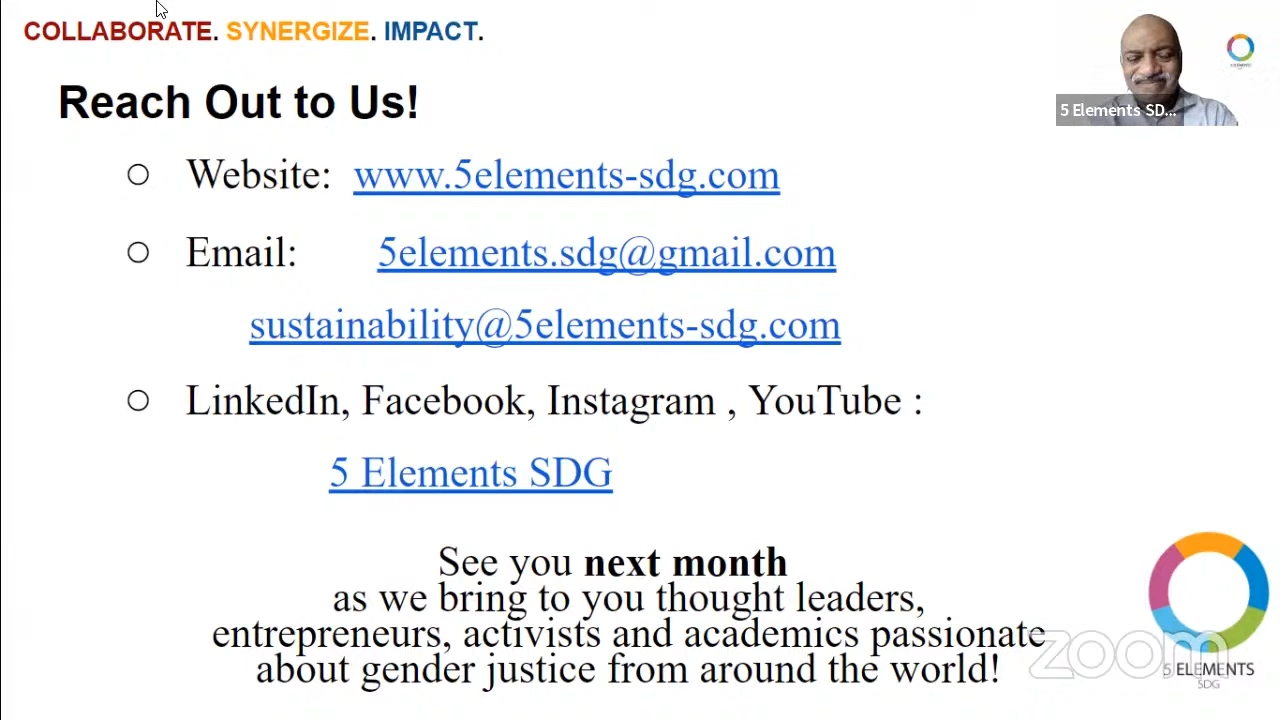 COLLABORATE. SYNERGIZE. IMPACT.
Reach Out to Us!
Website: www.5elements-sdg.com
Email: 5elements.sdg@gmail.com
sustainability@5elements-sdg.com
LinkedIn, Facebook, Instagram , YouTube :
5 Elements SDG
See you next month
as we bring to you thought leaders,
entrepreneurs, activists and academics passionate
about gender justice from around the world!
5 Elements SD...
zoom
5 ELEMENTS
SDG